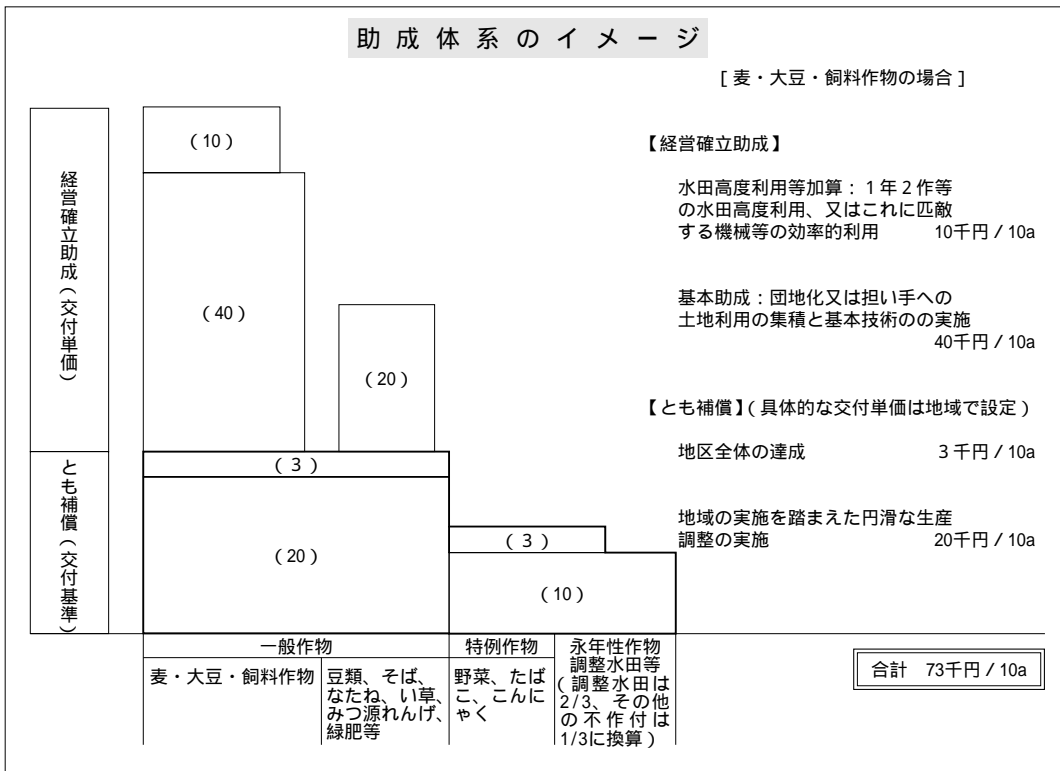 助成体系のイメージ
[ 麦・大豆・飼料作物の場合 ]
経営確立助成(交付単価)
とも補償(交付基準)
( 10 )
( 40 )
( 20 )
( 3 )
( 20 )
( 3 )
( 10 )
【経営確立助成】
水田高度利用等加算：１年２作等
の水田高度利用、又はこれに匹敵
する機械等の効率的利用 10千円 / 10a
基本助成：団地化又は担い手への
土地利用の集積と基本技術のの実施
40千円 / 10a
【とも補償】( 具体的な交付単価は地域で設定 )
地区全体の達成 ３千円 / 10a
地域の実施を踏まえた円滑な生産
調整の実施 20千円 / 10a
一般作物
麦・大豆・飼料作物
豆類、そば、
なたね、い草、
みつ源れんげ、
緑肥等
特例作物
野菜、たば
こ、こんに
ゃく
永年性作物
調整水田等
( 調整水田は
2/3、その他
の不作付は
1/3に換算 )
合計 73千円 / 10a